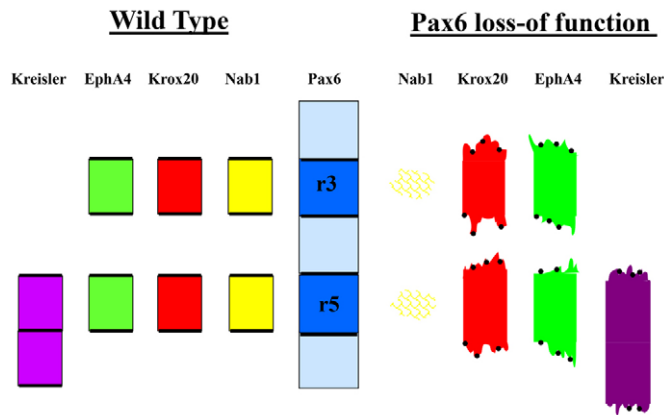 Wild Type
Pax6 loss-of function
Kreisler EphA4 Krox20 Nab1 Pax6 Nab1 Krox20 EphA4 Kreisler
r3
r5